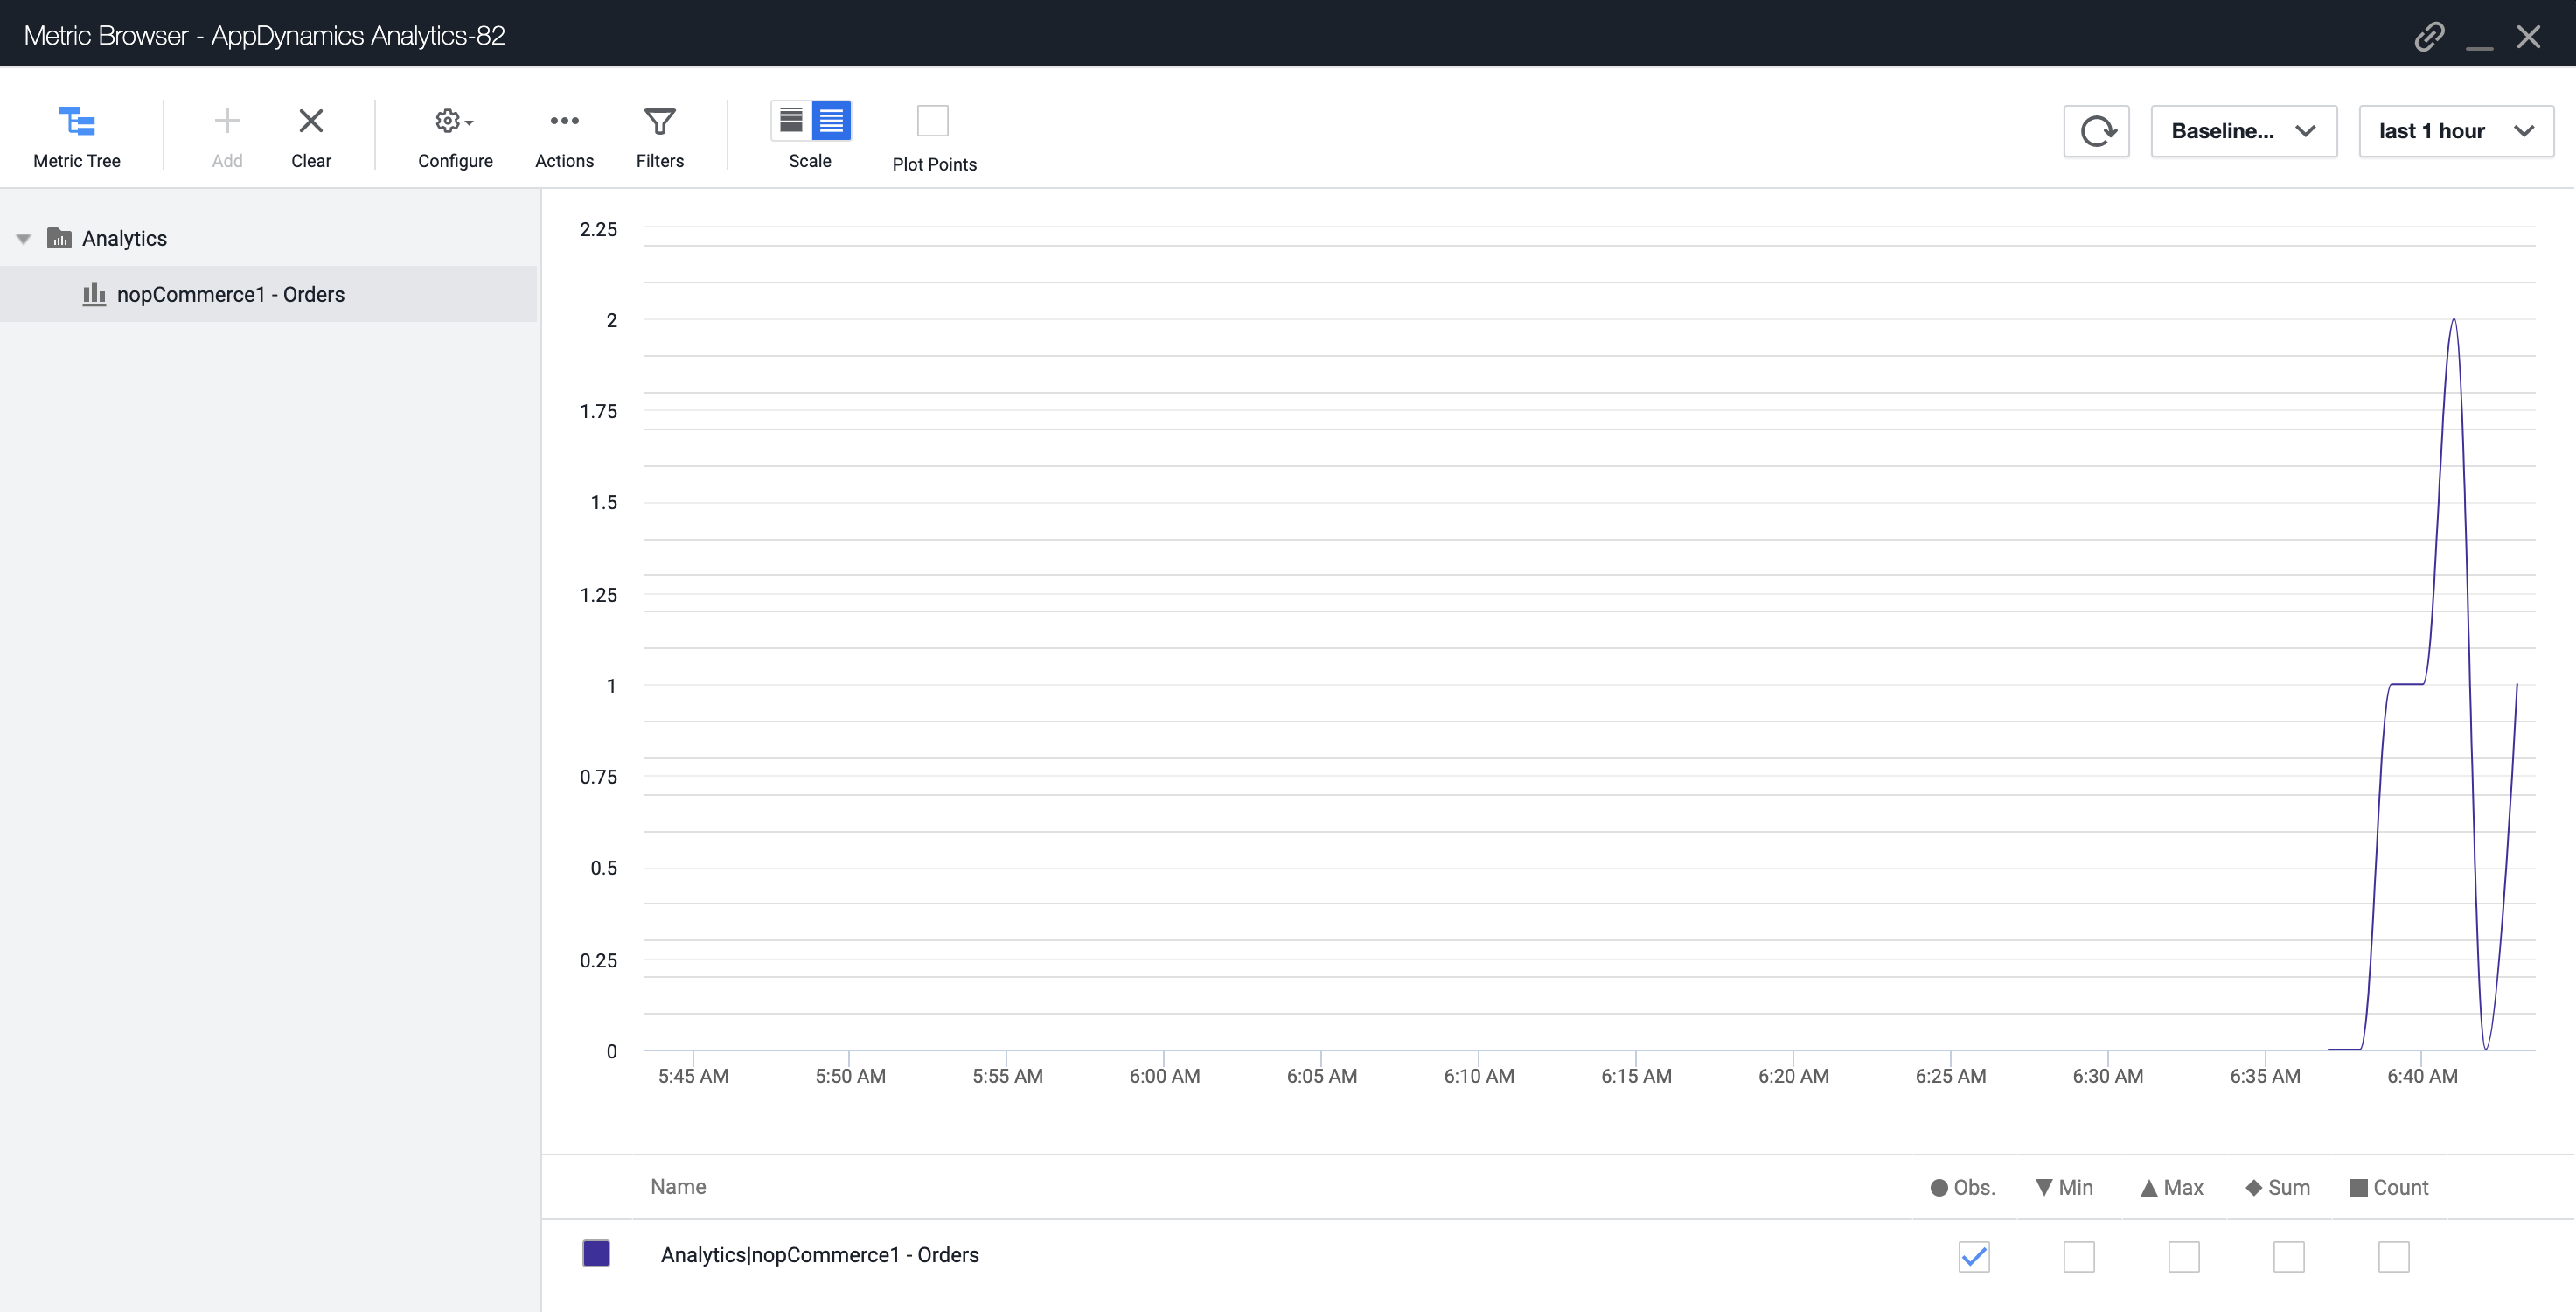 Metric Browser - AppDynamics Analytics-82
Metric Tree
Add
Clear
Configure
Actions
Filters
Scale
Plot Points
Baseline...
last 1 hour
Analytics
nopCommerce1 - Orders
2.25
2
1.75
1.5
1.25
1
0.75
0.5
0.25
0
5:45 AM 5:50 AM 5:55 AM 6:00 AM 6:05 AM 6:10 AM 6:15 AM 6:20 AM 6:25 AM 6:30 AM 6:35 AM 6:40 AM
Name Obs. Min Max Sum Count
Analytics|nopCommerce1 - Orders